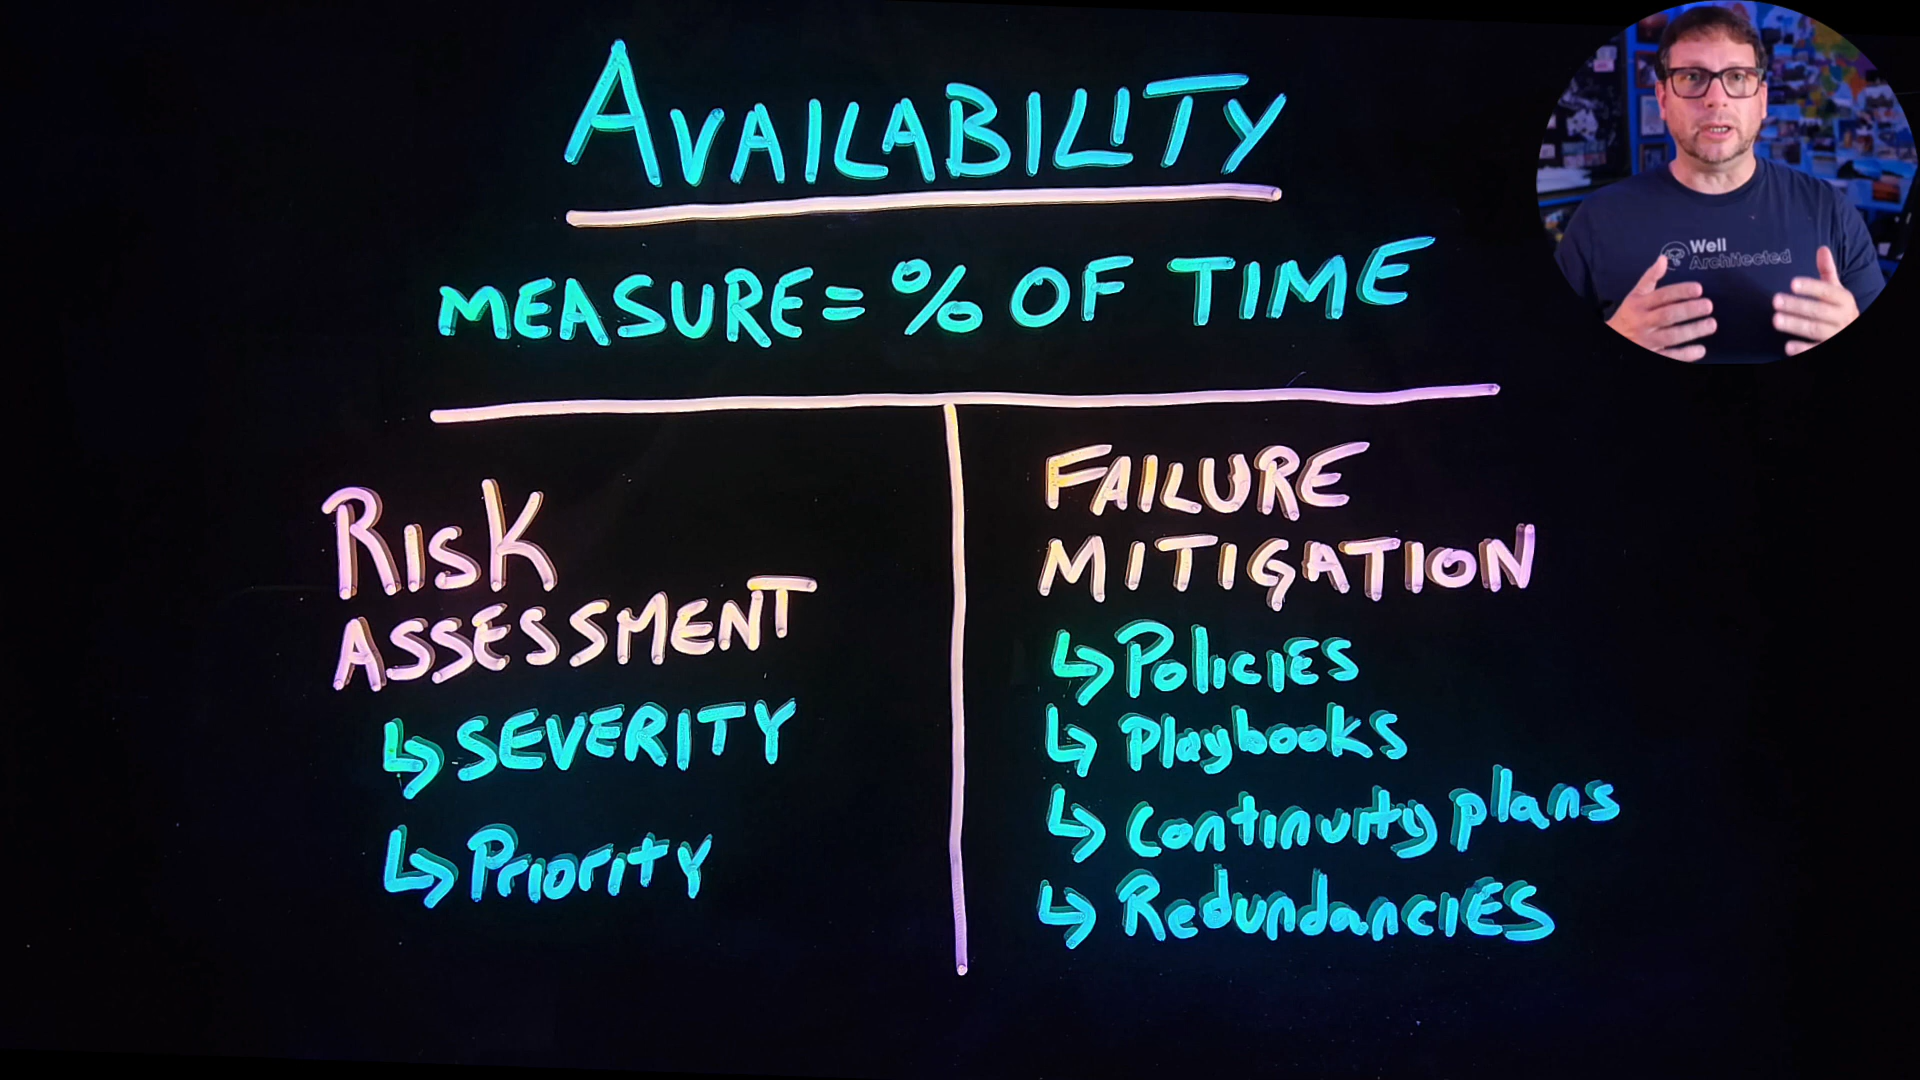 AVAILABILITY
MEASURE = % OF TIME
RISK
ASSESSMENT
↳ SEVERITY
↳ Priority
FAILURE
MITIGATION
↳ POLICIES
↳ Playbooks
↳ Continuity plans
↳ RedundancIES
Well
Architected